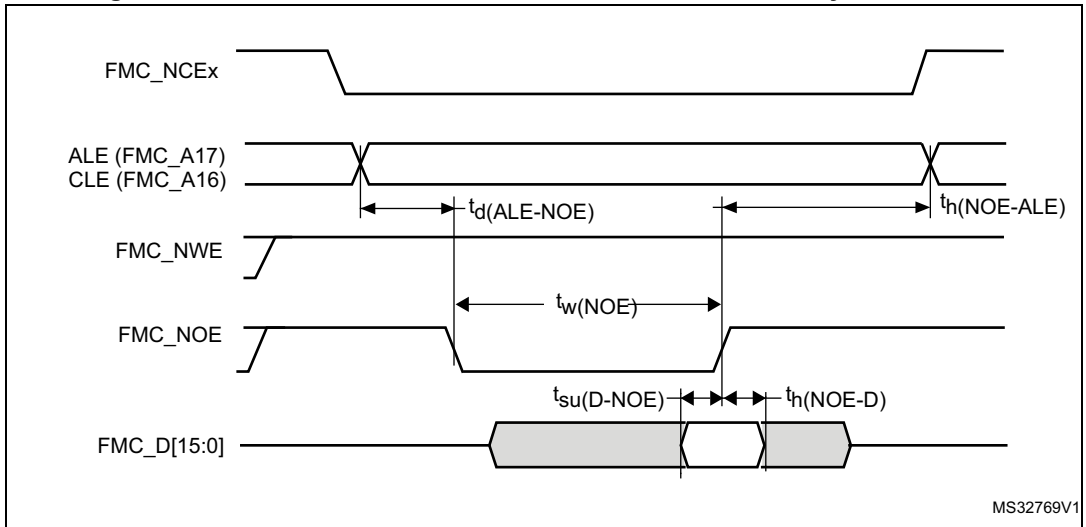 FMC_NCEx
ALE (FMC_A17)
CLE (FMC_A16)
td(ALE-NOE)
th(NOE-ALE)
FMC_NWE
tw(NOE)
FMC_NOE
tsu(D-NOE)
th(NOE-D)
FMC_D[15:0]
MS32769V1